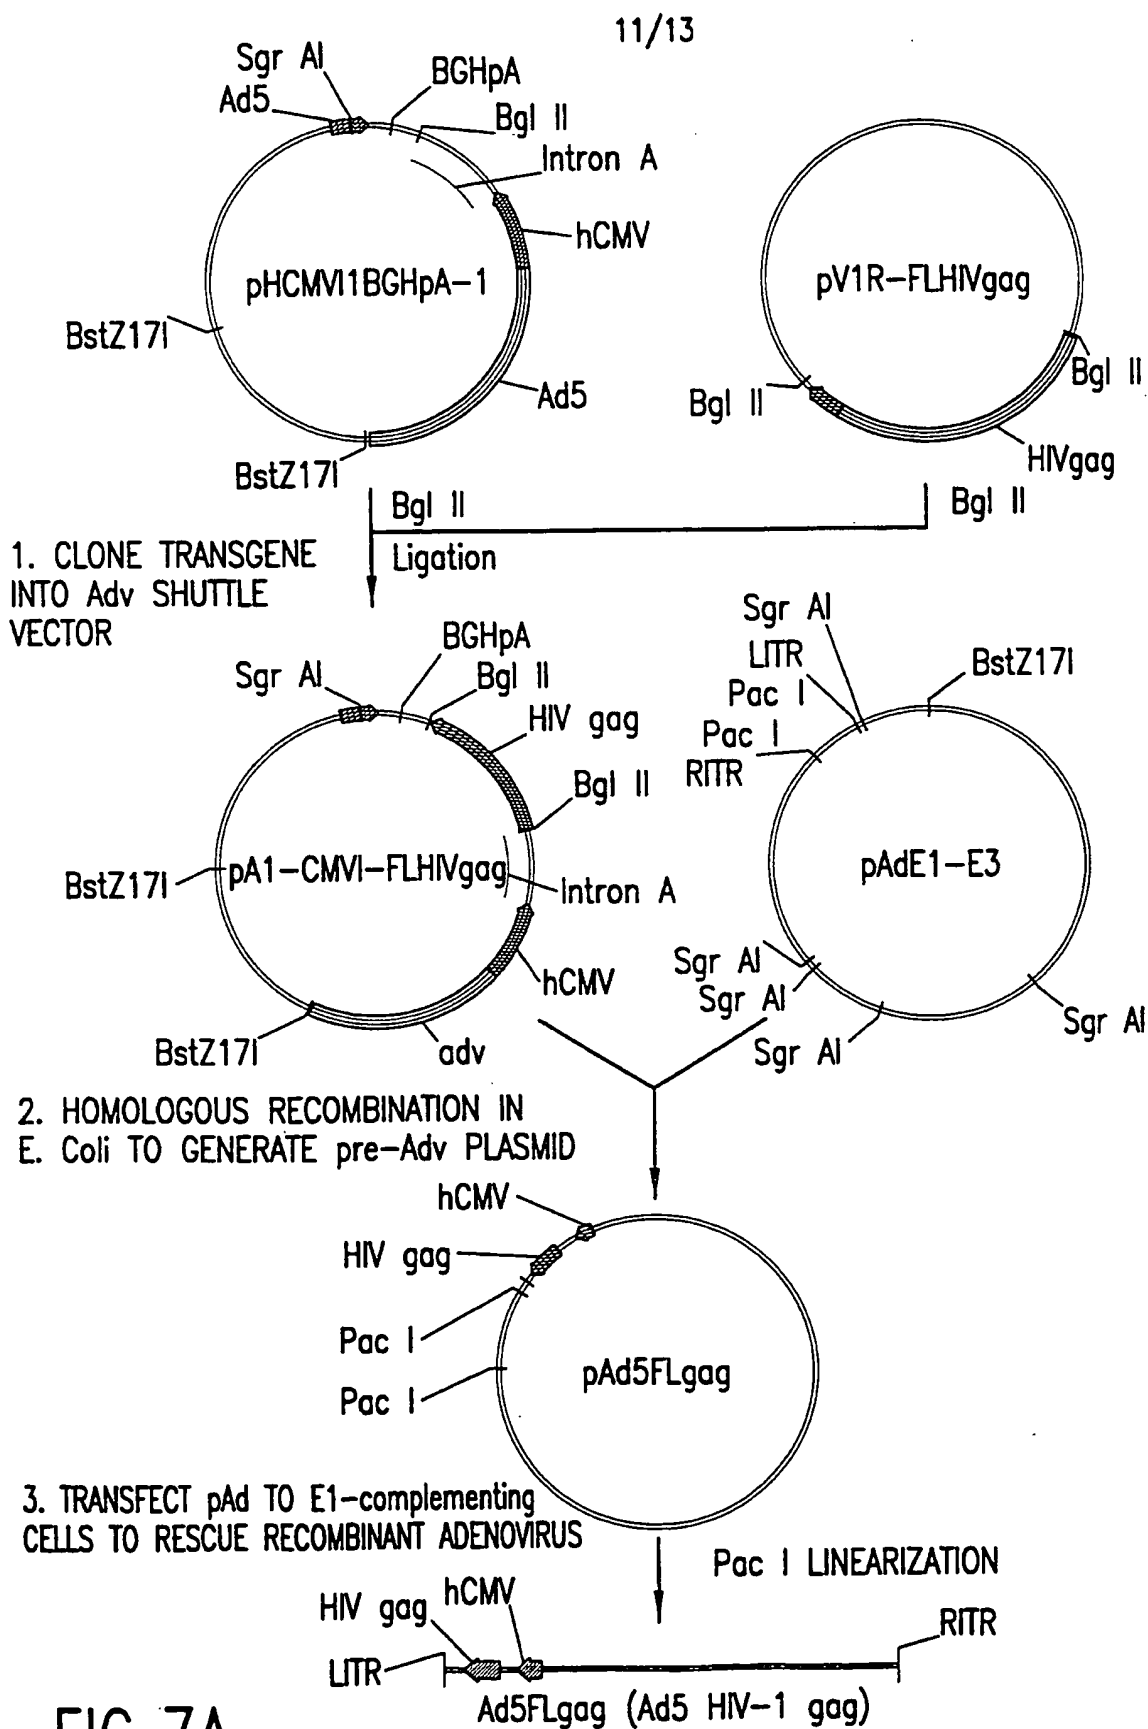 11/13
Sgr AI
BGHpA
Ad5
Bgl II
Intron A
hCMV
pHCMVI1BGHpA-1
BstZ17I
Ad5
BstZ17I
pV1R-FLHIVgag
Bgl II
Bgl II
HIVgag
Bgl II
Bgl II
Ligation
1. CLONE TRANSGENE
INTO Adv SHUTTLE
VECTOR
BGHpA
Sgr AI
Bgl II
HIV gag
Bgl II
BstZ17I
pA1-CMVI-FLHIVgag
Intron A
hCMV
BstZ17I
adv
Sgr AI
LITR
BstZ17I
Pac I
Pac I
RITR
pAdE1-E3
Sgr AI
Sgr AI
Sgr AI
Sgr AI
2. HOMOLOGOUS RECOMBINATION IN
E. Coli TO GENERATE pre-Adv PLASMID
hCMV
HIV gag
Pac I
Pac I
pAd5FLgag
3. TRANSFECT pAd TO E1-complementing
CELLS TO RESCUE RECOMBINANT ADENOVIRUS
Pac I LINEARIZATION
HIV gag
hCMV
RITR
LITR
Ad5FLgag (Ad5 HIV-1 gag)
FIG. 7A